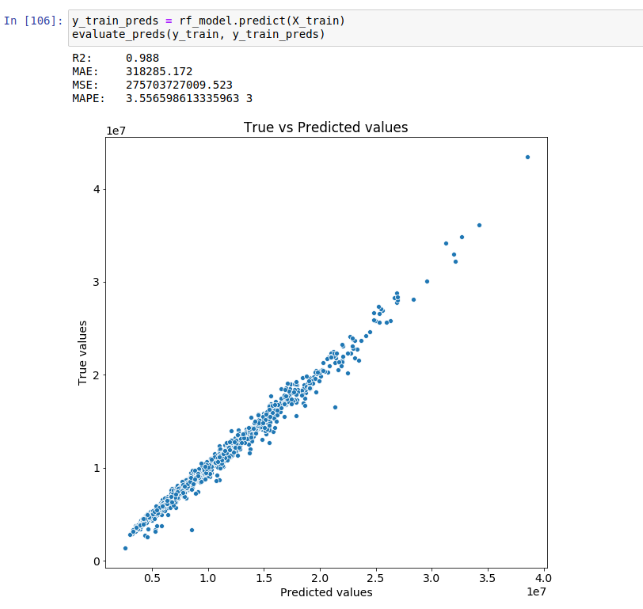 In [106]: y_train_preds = rf_model.predict(X_train)
evaluate_preds(y_train, y_train_preds)
R2: 0.988
MAE: 318285.172
MSE: 275703727009.523
MAPE: 3.556598613335963 3
True vs Predicted values
1e7
4
3
2
1
0
True values
0.5 1.0 1.5 2.0 2.5 3.0 3.5 4.0
1e7
Predicted values